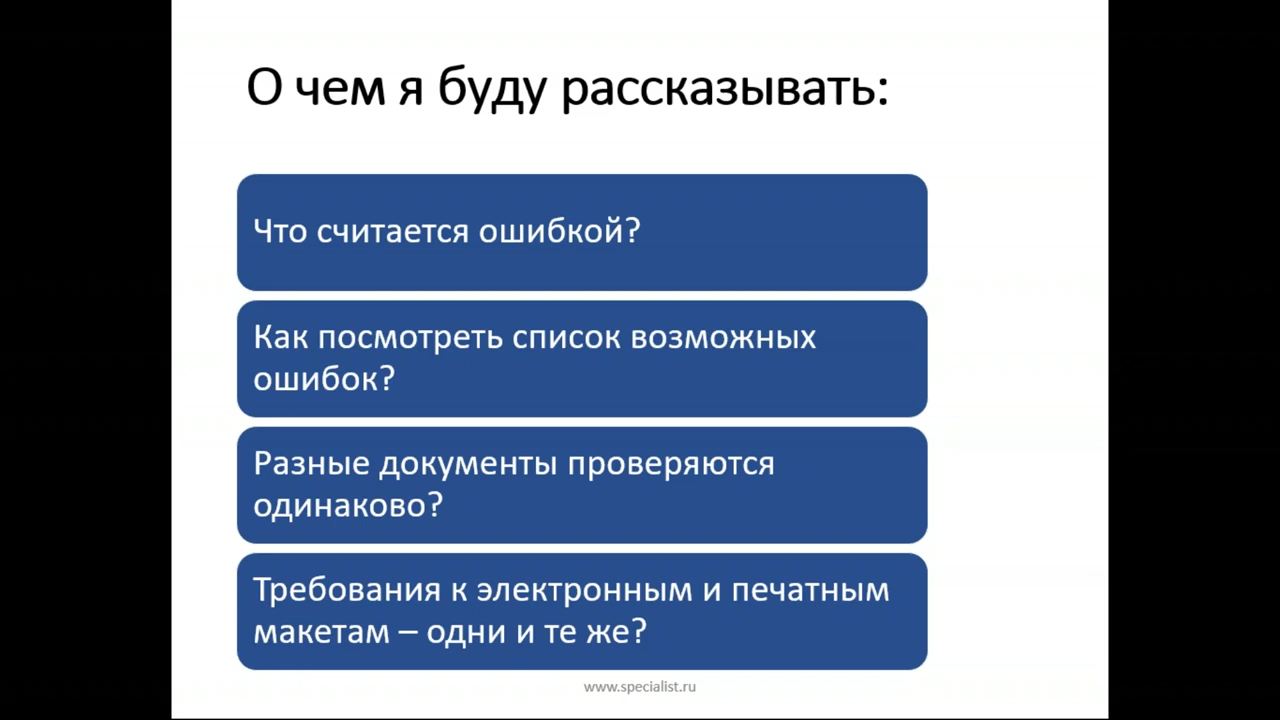 О чем я буду рассказывать:
Что считается ошибкой?
Как посмотреть список возможных
ошибок?
Разные документы проверяются
одинаково?
Требования к электронным и печатным
макетам – одни и те же?
www.specialist.ru